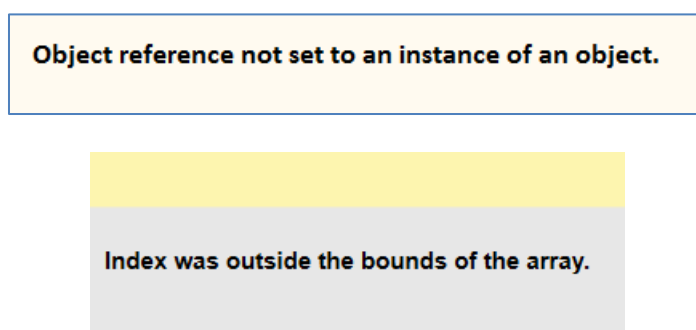 Object reference not set to an instance of an object.
Index was outside the bounds of the array.